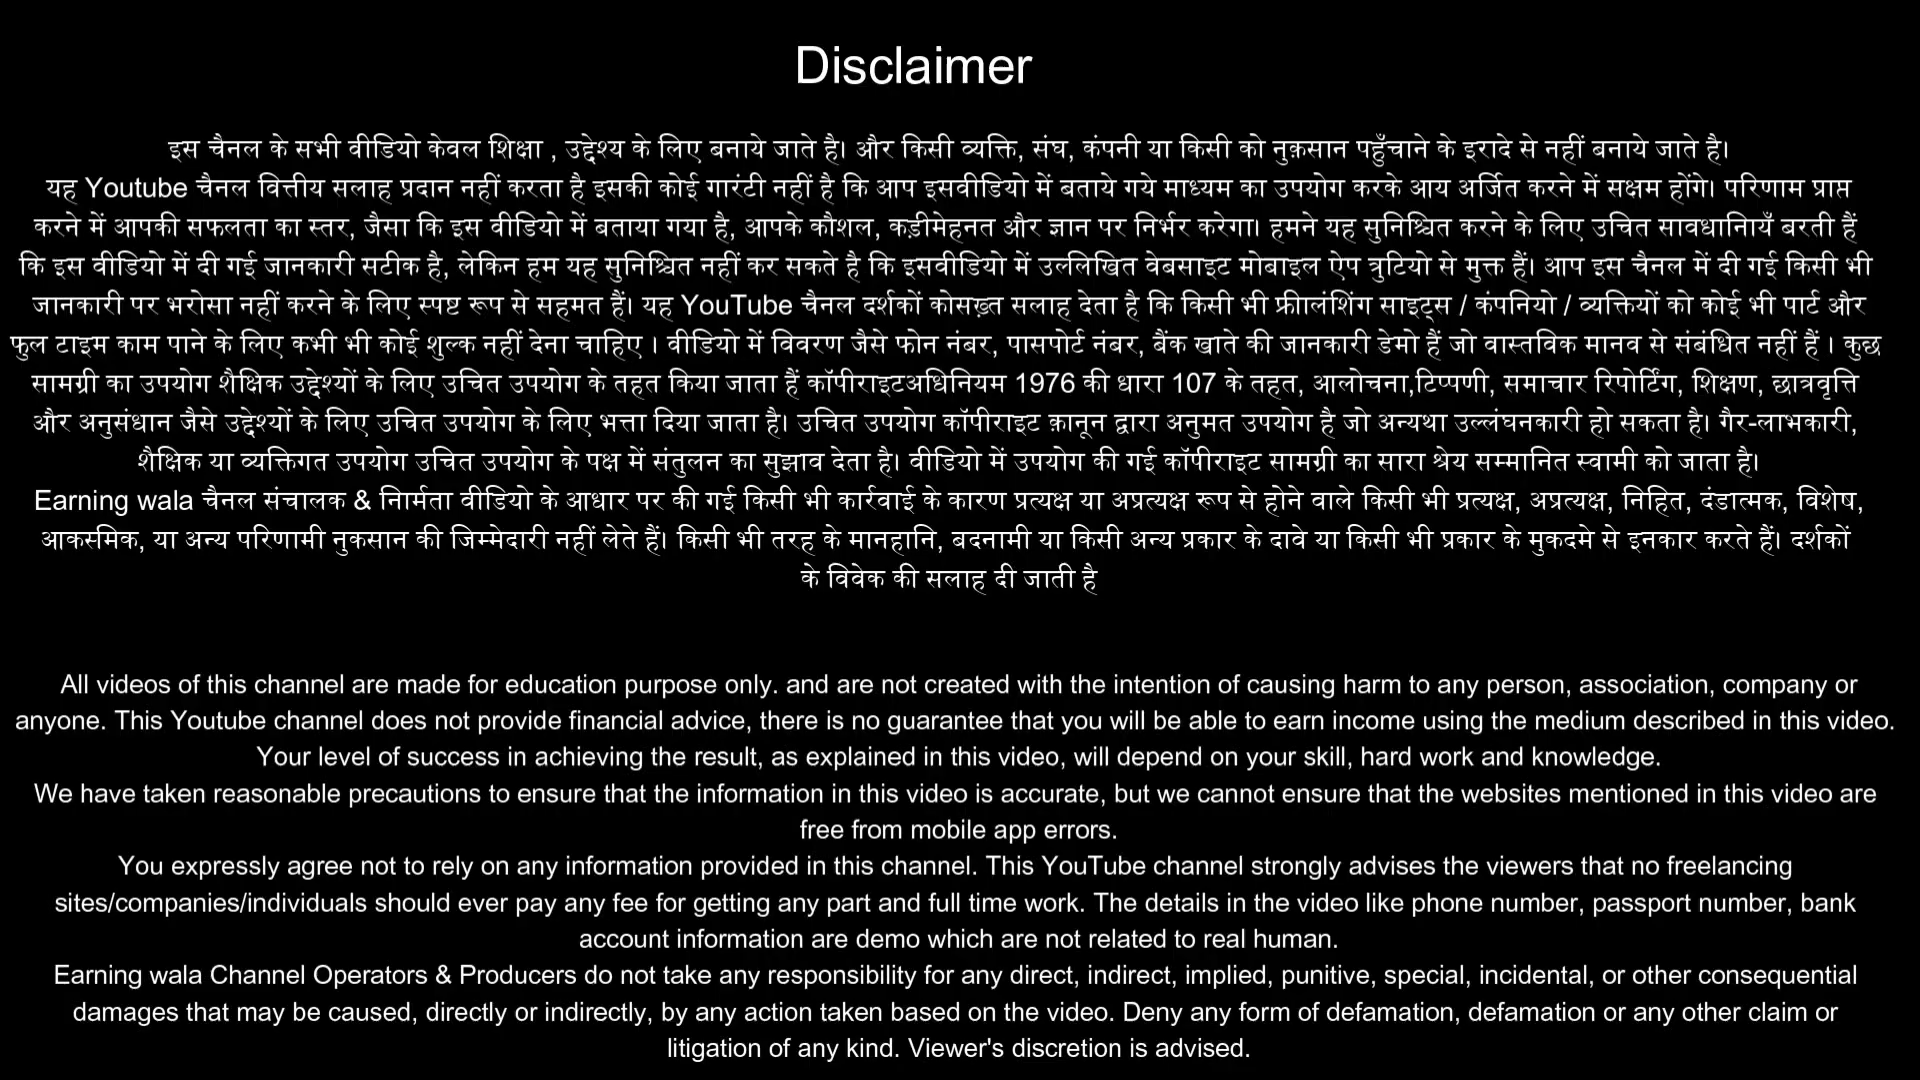 Disclaimer
इस चैनल के सभी वीडियो केवल शिक्षा , उद्देश्य के लिए बनाये जाते है। और किसी व्यक्ति, संघ, कंपनी या किसी को नुक़सान पहुँचाने के इरादे से नहीं बनाये जाते है।
यह Youtube चैनल वित्तीय सलाह प्रदान नहीं करता है इसकी कोई गारंटी नहीं है कि आप इसवीडियो में बताये गये माध्यम का उपयोग करके आय अर्जित करने में सक्षम होंगे। परिणाम प्राप्त
करने में आपकी सफलता का स्तर, जैसा कि इस वीडियो में बताया गया है, आपके कौशल, कड़ीमेहनत और ज्ञान पर निर्भर करेगा। हमने यह सुनिश्चित करने के लिए उचित सावधानियाँ बरती हैं
कि इस वीडियो में दी गई जानकारी सटीक है, लेकिन हम यह सुनिश्चित नहीं कर सकते है कि इसवीडियो में उल्लिखित वेबसाइट मोबाइल ऐप त्रुटियो से मुक्त हैं। आप इस चैनल में दी गई किसी भी
जानकारी पर भरोसा नहीं करने के लिए स्पष्ट रूप से सहमत हैं। यह YouTube चैनल दर्शकों कोसख़्त सलाह देता है कि किसी भी फ्रीलंशिंग साइट्स / कंपनियो / व्यक्तियों को कोई भी पार्ट और
फुल टाइम काम पाने के लिए कभी भी कोई शुल्क नहीं देना चाहिए । वीडियो में विवरण जैसे फोन नंबर, पासपोर्ट नंबर, बैंक खाते की जानकारी डेमो हैं जो वास्तविक मानव से संबंधित नहीं हैं । कुछ
सामग्री का उपयोग शैक्षिक उद्देश्यों के लिए उचित उपयोग के तहत किया जाता हैं कॉपीराइटअधिनियम 1976 की धारा 107 के तहत, आलोचना,टिप्पणी, समाचार रिपोर्टिंग, शिक्षण, छात्रवृत्ति
और अनुसंधान जैसे उद्देश्यों के लिए उचित उपयोग के लिए भत्ता दिया जाता है। उचित उपयोग कॉपीराइट क़ानून द्वारा अनुमत उपयोग है जो अन्यथा उल्लंघनकारी हो सकता है। गैर-लाभकारी,
शैक्षिक या व्यक्तिगत उपयोग उचित उपयोग के पक्ष में संतुलन का सुझाव देता है। वीडियो में उपयोग की गई कॉपीराइट सामग्री का सारा श्रेय सम्मानित स्वामी को जाता है।
Earning wala चैनल संचालक & निार्मता वीडियो के आधार पर की गई किसी भी कार्रवाई के कारण प्रत्यक्ष या अप्रत्यक्ष रूप से होने वाले किसी भी प्रत्यक्ष, अप्रत्यक्ष, निहित, दंडात्मक, विशेष,
आकस्मिक, या अन्य परिणामी नुकसान की जिम्मेदारी नहीं लेते हैं। किसी भी तरह के मानहानि, बदनामी या किसी अन्य प्रकार के दावे या किसी भी प्रकार के मुकदमे से इनकार करते हैं। दर्शकों
के विवेक की सलाह दी जाती है
All videos of this channel are made for education purpose only. and are not created with the intention of causing harm to any person, association, company or
anyone. This Youtube channel does not provide financial advice, there is no guarantee that you will be able to earn income using the medium described in this video.
Your level of success in achieving the result, as explained in this video, will depend on your skill, hard work and knowledge.
We have taken reasonable precautions to ensure that the information in this video is accurate, but we cannot ensure that the websites mentioned in this video are
free from mobile app errors.
You expressly agree not to rely on any information provided in this channel. This YouTube channel strongly advises the viewers that no freelancing
sites/companies/individuals should ever pay any fee for getting any part and full time work. The details in the video like phone number, passport number, bank
account information are demo which are not related to real human.
Earning wala Channel Operators & Producers do not take any responsibility for any direct, indirect, implied, punitive, special, incidental, or other consequential
damages that may be caused, directly or indirectly, by any action taken based on the video. Deny any form of defamation, defamation or any other claim or
litigation of any kind. Viewer's discretion is advised.